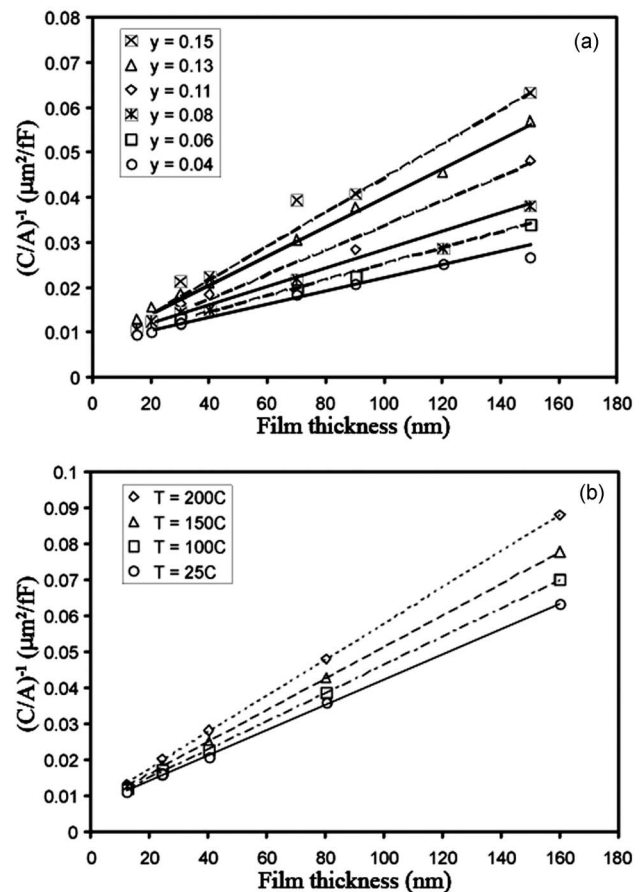 (a)
y = 0.15
y = 0.13
y = 0.11
y = 0.08
y = 0.06
y = 0.04
(C/A)⁻¹ (µm²/fF)
0.08
0.07
0.06
0.05
0.04
0.03
0.02
0.01
0
0 20 40 60 80 100 120 140 160 180
Film thickness (nm)
(b)
T = 200C
T = 150C
T = 100C
T = 25C
(C/A)⁻¹ (µm²/fF)
0.1
0.09
0.08
0.07
0.06
0.05
0.04
0.03
0.02
0.01
0
0 20 40 60 80 100 120 140 160 180
Film thickness (nm)